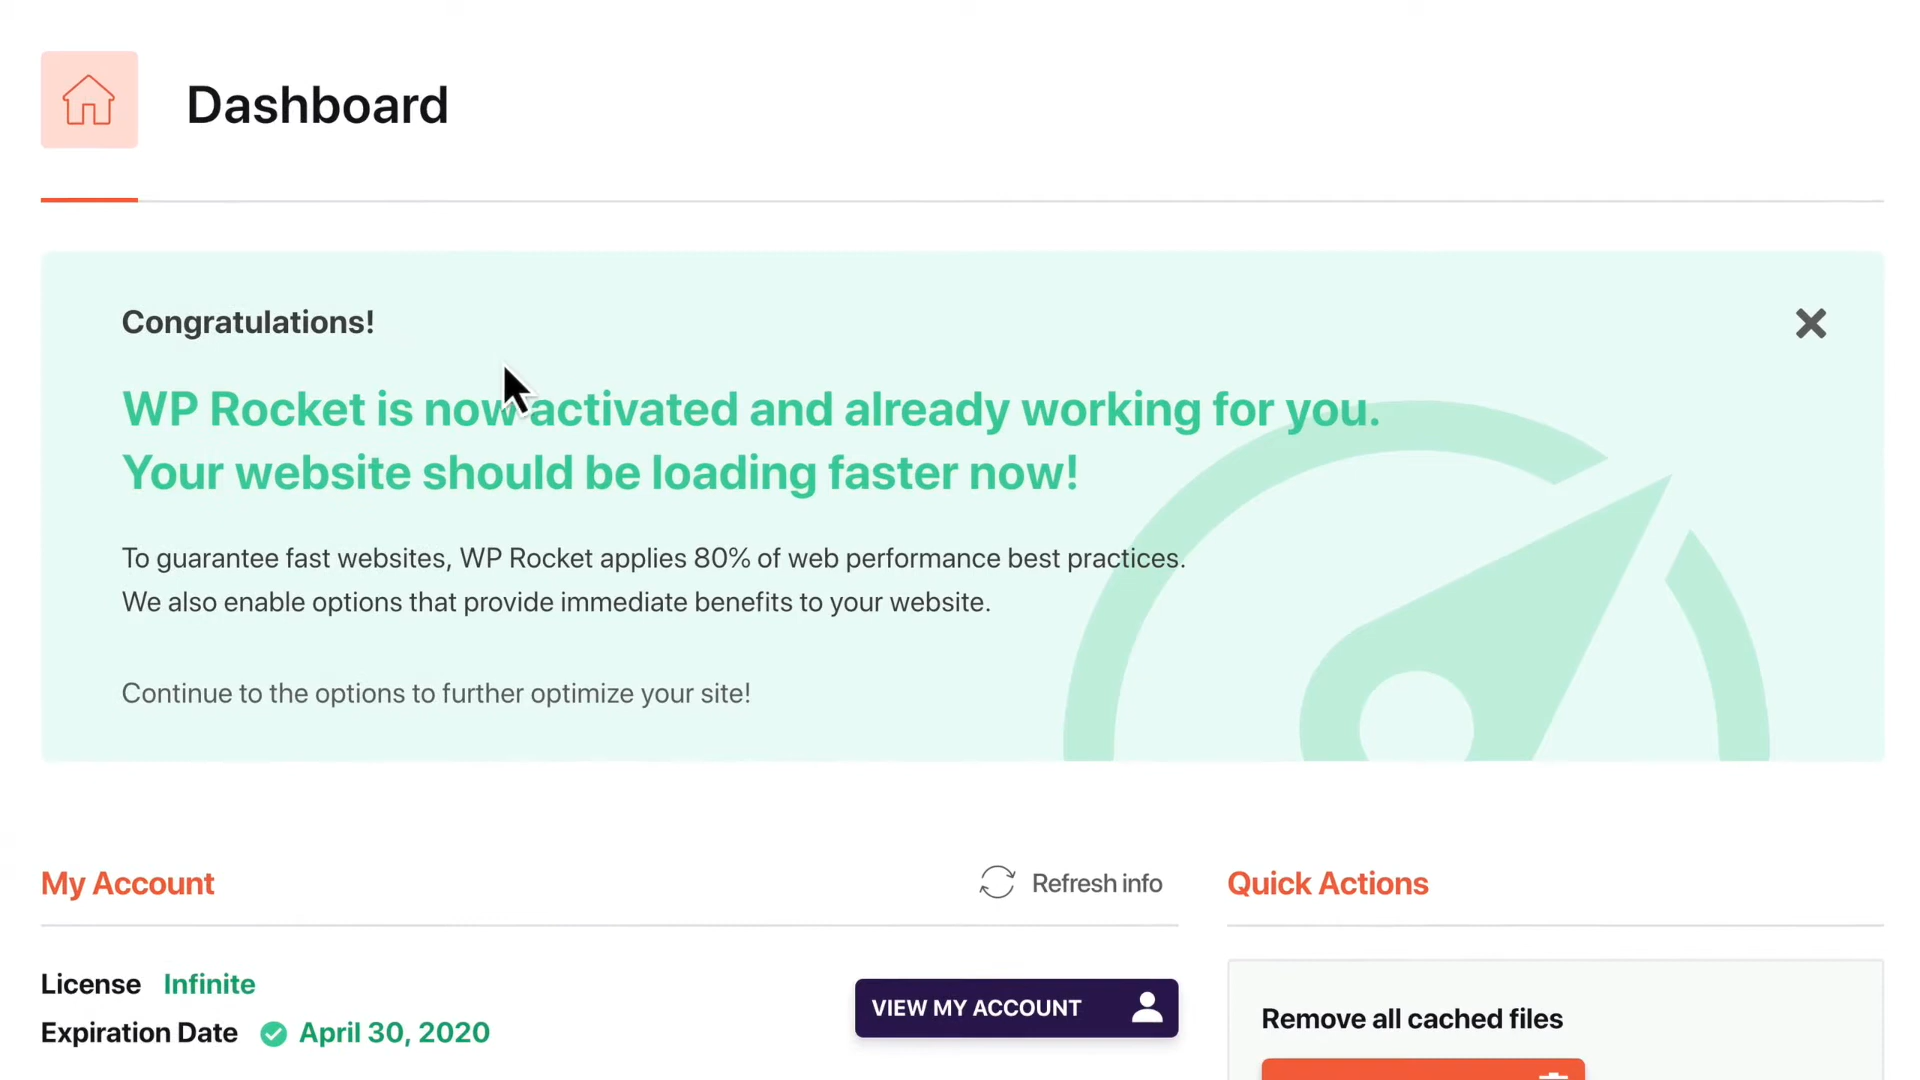 Dashboard
Congratulations!
WP Rocket is now activated and already working for you.
Your website should be loading faster now!
To guarantee fast websites, WP Rocket applies 80% of web performance best practices.
We also enable options that provide immediate benefits to your website.
Continue to the options to further optimize your site!
My Account
Refresh info
Quick Actions
License Infinite
VIEW MY ACCOUNT
Expiration Date April 30, 2020
Remove all cached files